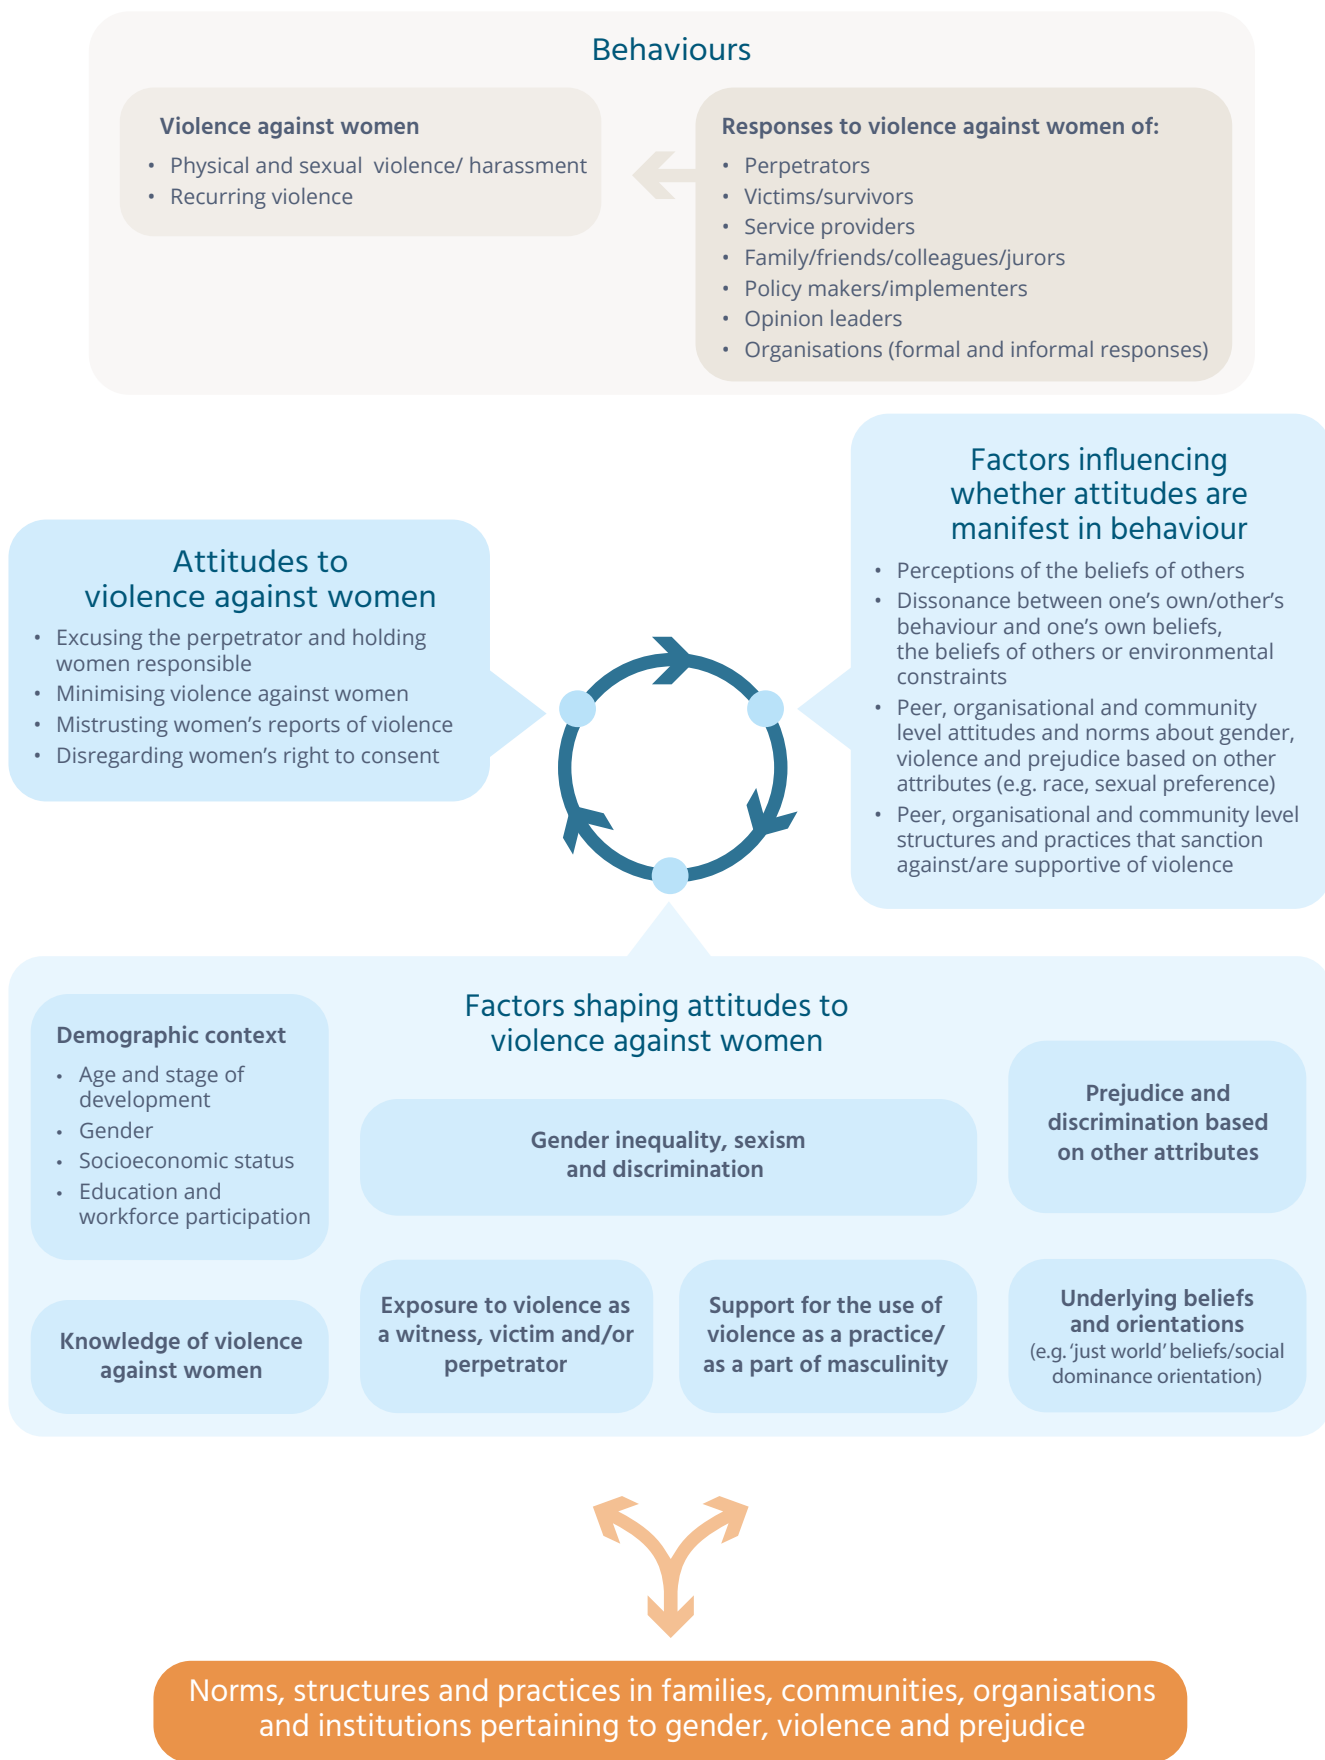 Behaviours
Violence against women
• Physical and sexual violence/ harassment
• Recurring violence
Responses to violence against women of:
• Perpetrators
• Victims/survivors
• Service providers
• Family/friends/colleagues/jurors
• Policy makers/implementers
• Opinion leaders
• Organisations (formal and informal responses)
Attitudes to
violence against women
• Excusing the perpetrator and holding
women responsible
• Minimising violence against women
• Mistrusting women’s reports of violence
• Disregarding women’s right to consent
Factors influencing
whether attitudes are
manifest in behaviour
• Perceptions of the beliefs of others
• Dissonance between one’s own/other’s
behaviour and one’s own beliefs,
the beliefs of others or environmental
constraints
• Peer, organisational and community
level attitudes and norms about gender,
violence and prejudice based on other
attributes (e.g. race, sexual preference)
• Peer, organisational and community level
structures and practices that sanction
against/are supportive of violence
Factors shaping attitudes to
violence against women
Demographic context
• Age and stage of
development
• Gender
• Socioeconomic status
• Education and
workforce participation
Gender inequality, sexism
and discrimination
Prejudice and
discrimination based
on other attributes
Knowledge of violence
against women
Exposure to violence as
a witness, victim and/or
perpetrator
Support for the use of
violence as a practice/
as a part of masculinity
Underlying beliefs
and orientations
(e.g. ‘just world’ beliefs/social
dominance orientation)
Norms, structures and practices in families, communities, organisations
and institutions pertaining to gender, violence and prejudice